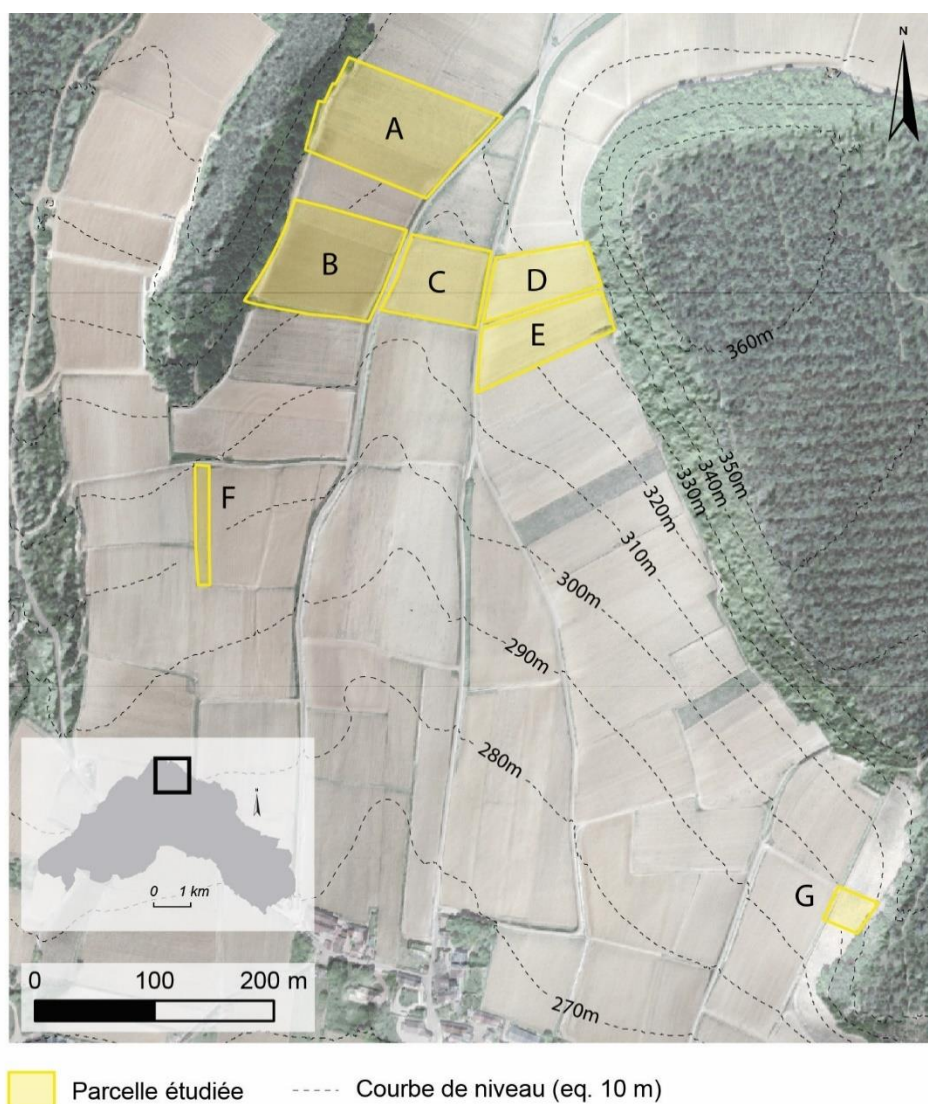 N
A
B
C
D
E
360m
F
350m
340m
330m
320m
310m
300m
290m
280m
G
270m
0 1 km
0 100 200 m
Parcelle étudiée
Courbe de niveau (eq. 10 m)